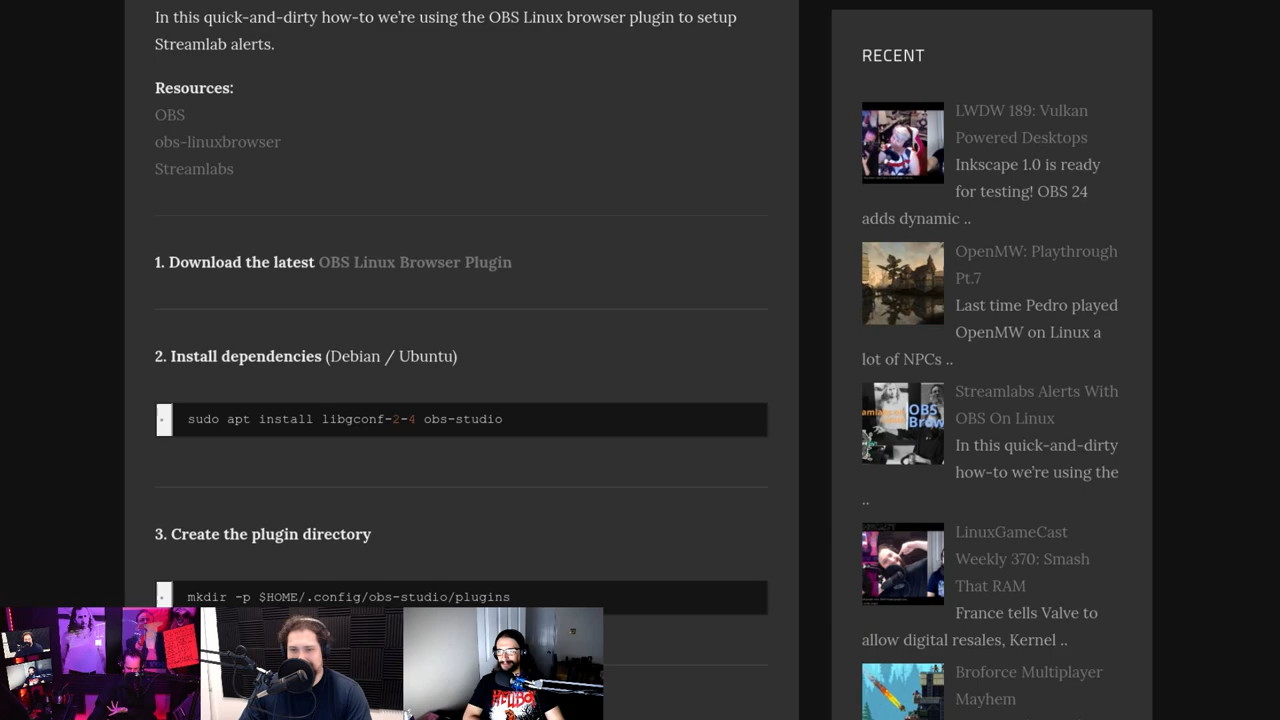 In this quick-and-dirty how-to we're using the OBS Linux browser plugin to setup
Streamlab alerts.
Resources:
OBS
obs-linuxbrowser
Streamlabs
1. Download the latest OBS Linux Browser Plugin
2. Install dependencies (Debian / Ubuntu)
sudo apt install libgconf-2-4 obs-studio
3. Create the plugin directory
mkdir -p $HOME/.config/obs-studio/plugins
RECENT
LWDW 189: Vulkan
Powered Desktops
Inkscape 1.0 is ready
for testing! OBS 24
adds dynamic ..
OpenMW: Playthrough
Pt.7
Last time Pedro played
OpenMW on Linux a
lot of NPCs ..
Streamlabs Alerts With
OBS On Linux
In this quick-and-dirty
how-to we're using the
..
LinuxGameCast
Weekly 370: Smash
That RAM
France tells Valve to
allow digital resales, Kernel ..
Broforce Multiplayer
Mayhem
OBS